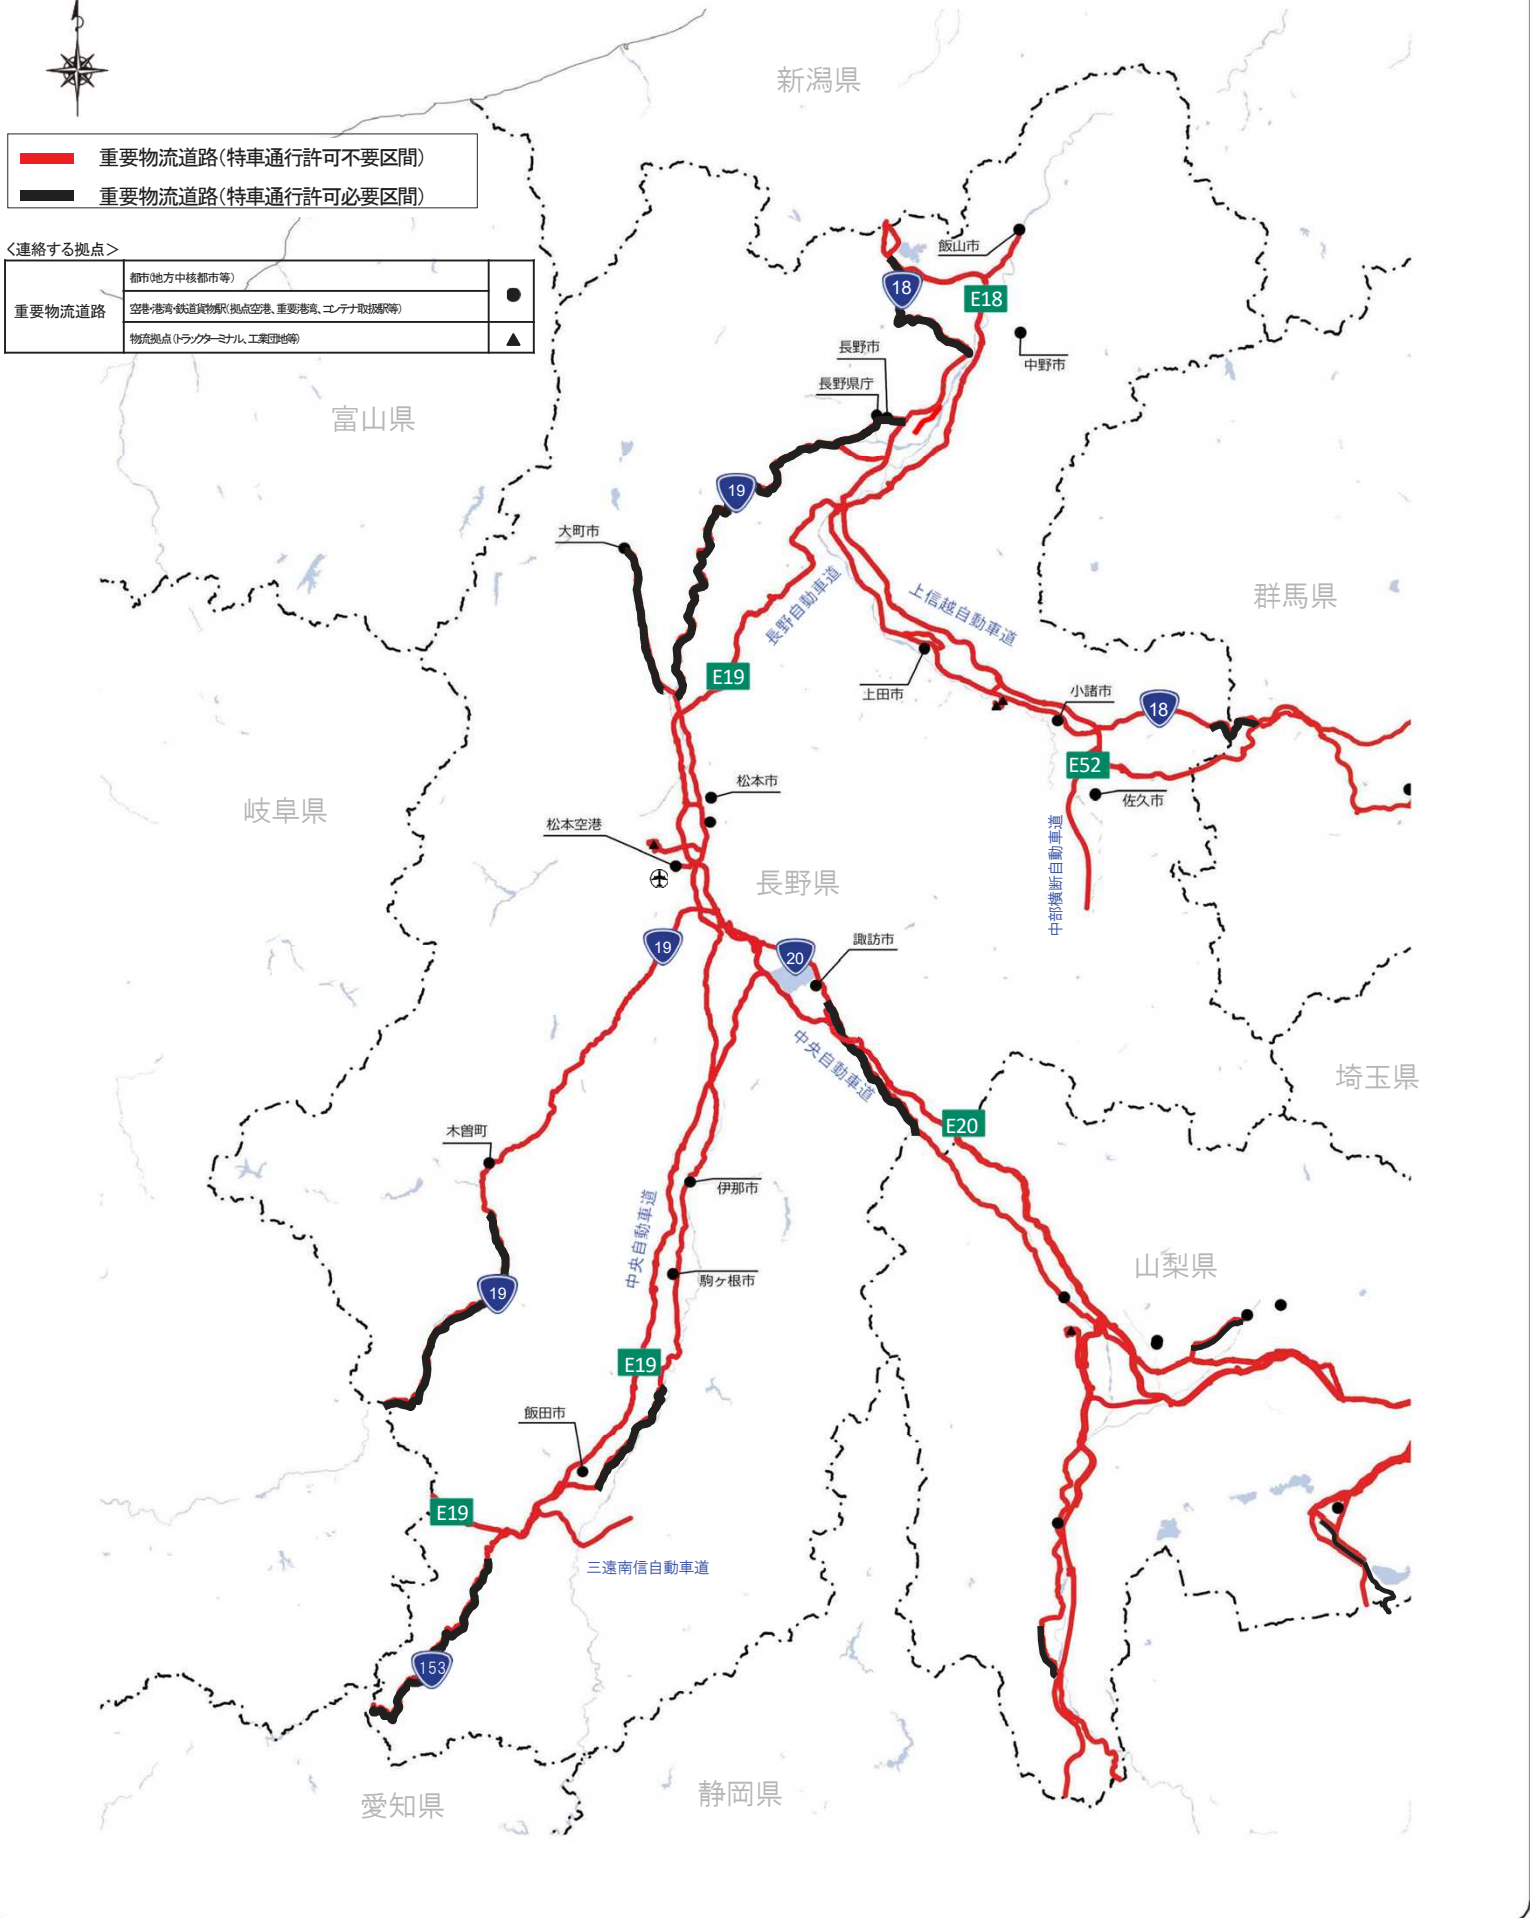 新潟県
重要物流道路(特車通行許可不要区間)
重要物流道路(特車通行許可必要区間)
<連絡する拠点>
重要物流道路
都市(地方中核都市等)
空港・港湾・鉄道貨物駅(拠点空港、重要港湾、コンテナ取扱駅等)
物流拠点(トラックターミナル、工業団地等)
飯山市
18
E18
中野市
長野市
長野県庁
富山県
19
大町市
長野自動車道
上信越自動車道
群馬県
E19
上田市
小諸市
18
E52
佐久市
松本市
岐阜県
松本空港
中部横断自動車道
長野県
19
20
諏訪市
中央自動車道
埼玉県
E20
木曽町
伊那市
中央自動車道
駒ヶ根市
山梨県
19
E19
飯田市
E19
三遠南信自動車道
153
愛知県
静岡県